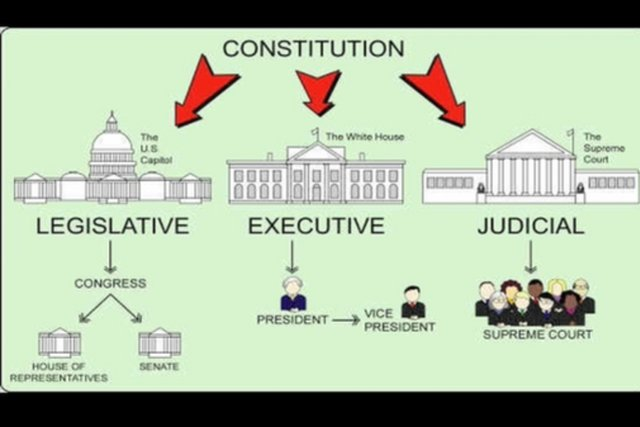 CONSTITUTION
The
U.S
Capitol
The White House
The
Supreme
Court
LEGISLATIVE
EXECUTIVE
JUDICIAL
CONGRESS
PRESIDENT
VICE
PRESIDENT
SUPREME COURT
HOUSE OF
REPRESENTATIVES
SENATE